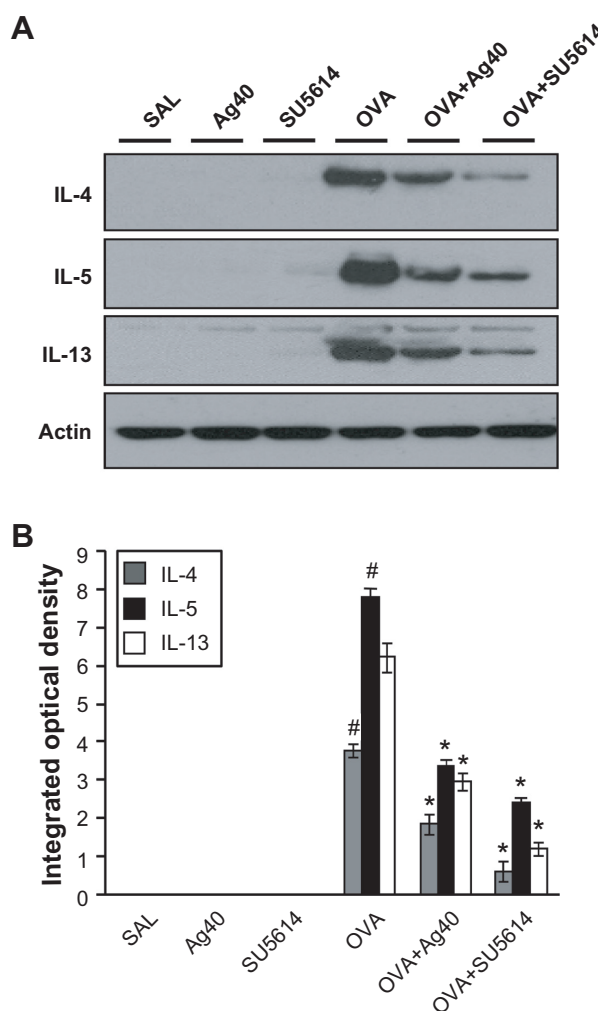 A
SAL Ag40 SU5614 OVA OVA+Ag40 OVA+SU5614
IL-4
IL-5
IL-13
Actin
B
Integrated optical density
9
8
7
6
5
4
3
2
1
0
IL-4
IL-5
IL-13
# #
* * *
* * *
SAL Ag40 SU5614 OVA OVA+Ag40 OVA+SU5614